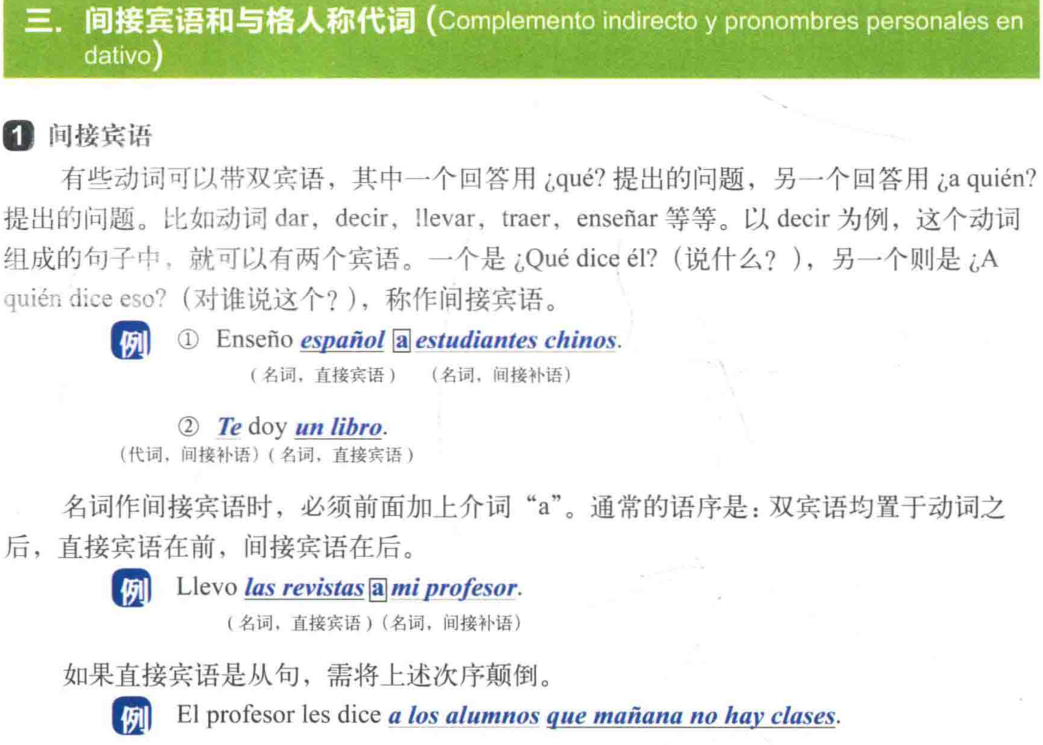 三．间接宾语和与格人称代词（Complemento indirecto y pronombres personales en
dativo）
1 间接宾语
有些动词可以带双宾语，其中一个回答用 ¿qué? 提出的问题，另一个回答用 ¿a quién?
提出的问题。比如动词 dar，decir，llevar，traer，enseñar 等等。以 decir 为例，这个动词
组成的句子中，就可以有两个宾语。一个是 ¿Qué dice él?（说什么？），另一个则是 ¿A
quién dice eso?（对谁说这个？），称作间接宾语。
例 ① Enseño español a estudiantes chinos.
（名词，直接宾语）（名词，间接补语）
② Te doy un libro.
（代词，间接补语）（名词，直接宾语）
名词作间接宾语时，必须前面加上介词“a”。通常的语序是：双宾语均置于动词之
后，直接宾语在前，间接宾语在后。
例 Llevo las revistas a mi profesor.
（名词，直接宾语）（名词，间接补语）
如果直接宾语是从句，需将上述次序颠倒。
例 El profesor les dice a los alumnos que mañana no hay clases.